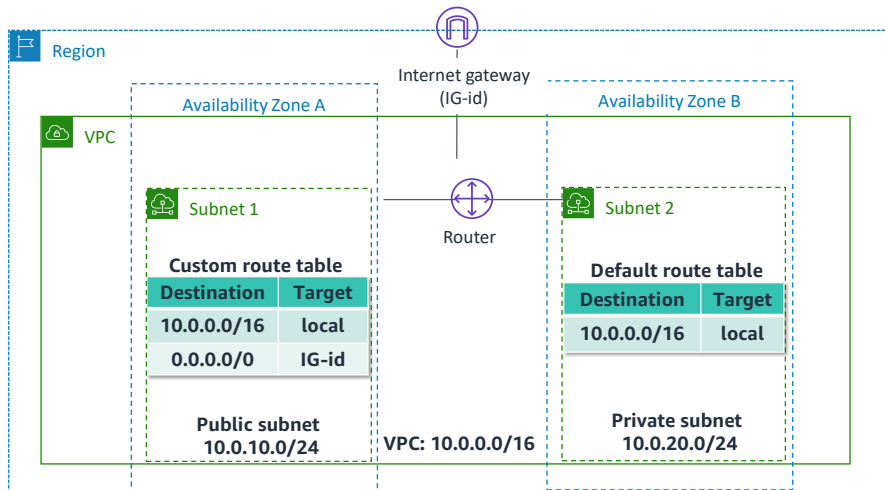 Region
Internet gateway
(IG-id)
Availability Zone A
Availability Zone B
VPC
Subnet 1
Router
Subnet 2
Custom route table
Destination Target
10.0.0.0/16 local
0.0.0.0/0 IG-id
Default route table
Destination Target
10.0.0.0/16 local
Public subnet
10.0.10.0/24
VPC: 10.0.0.0/16
Private subnet
10.0.20.0/24